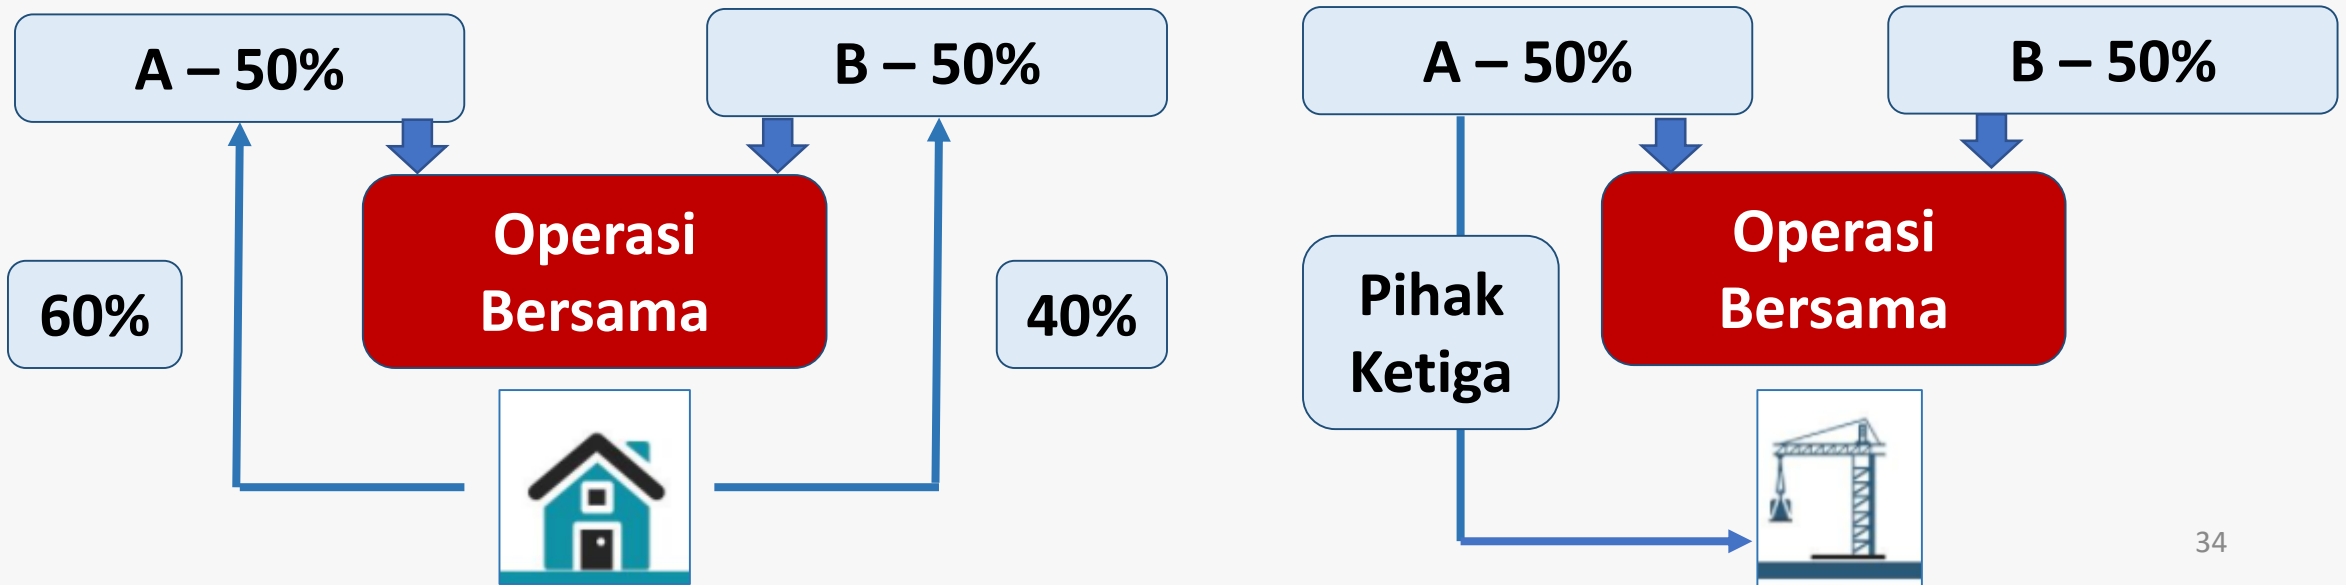 A – 50%
B – 50%
Operasi
Bersama
60%
40%
A – 50%
B – 50%
Operasi
Bersama
Pihak
Ketiga
34